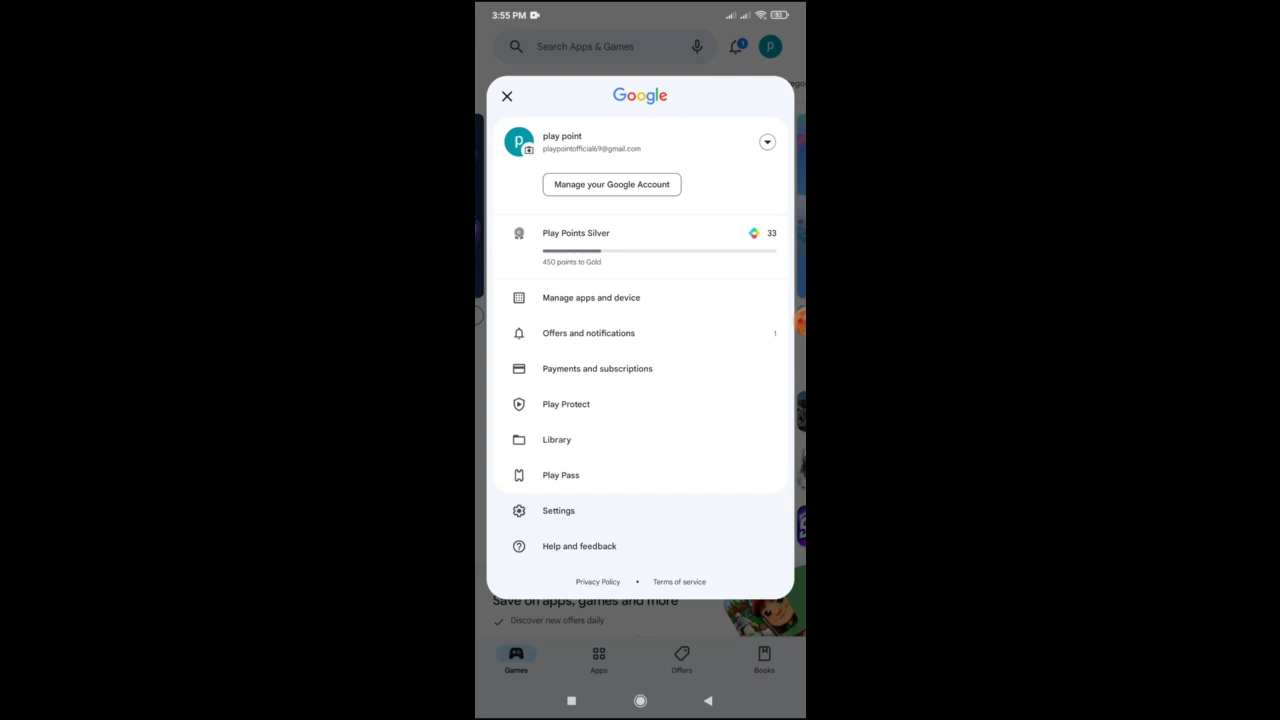 3:55 PM
Search Apps & Games
1
p
Google
p
play point
playpointofficial69@gmail.com
Manage your Google Account
Play Points Silver
33
450 points to Gold
Manage apps and device
Offers and notifications
1
Payments and subscriptions
Play Protect
Library
Play Pass
Settings
Help and feedback
Privacy Policy • Terms of service
Save on apps, games and more
Discover new offers daily
Games
Apps
Offers
Books